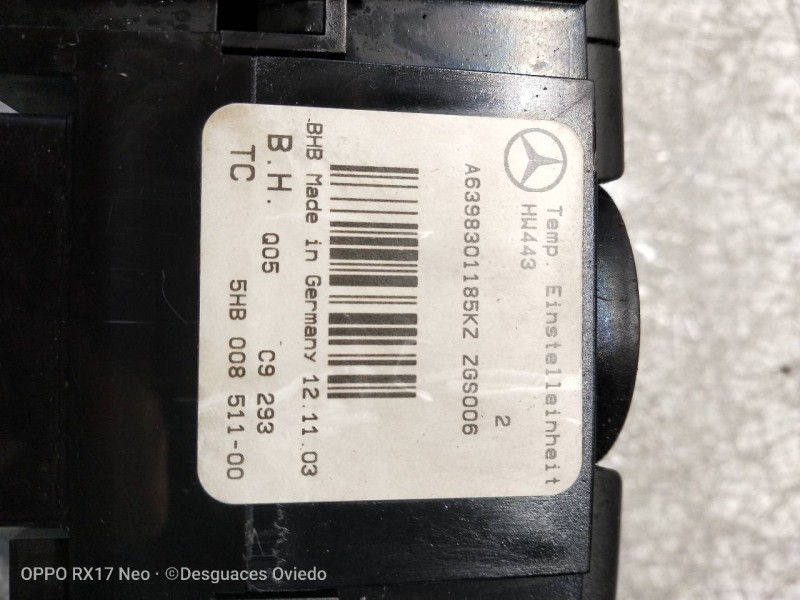 Temp. Einstelleinheit
HW443 2
A6398301185KZ ZGS006
BHB Made in Germany 12.11.03
B.H. Q05 C9 293
TC 5HB 008 511-00
OPPO RX17 Neo · ©Desguaces Oviedo